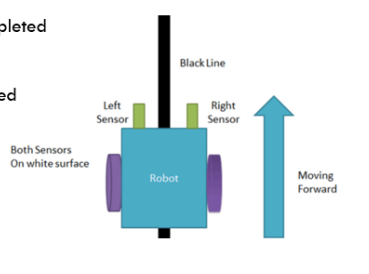 pleted
Black Line
ed
Left
Sensor
Right
Sensor
Both Sensors
On white surface
Robot
Moving
Forward